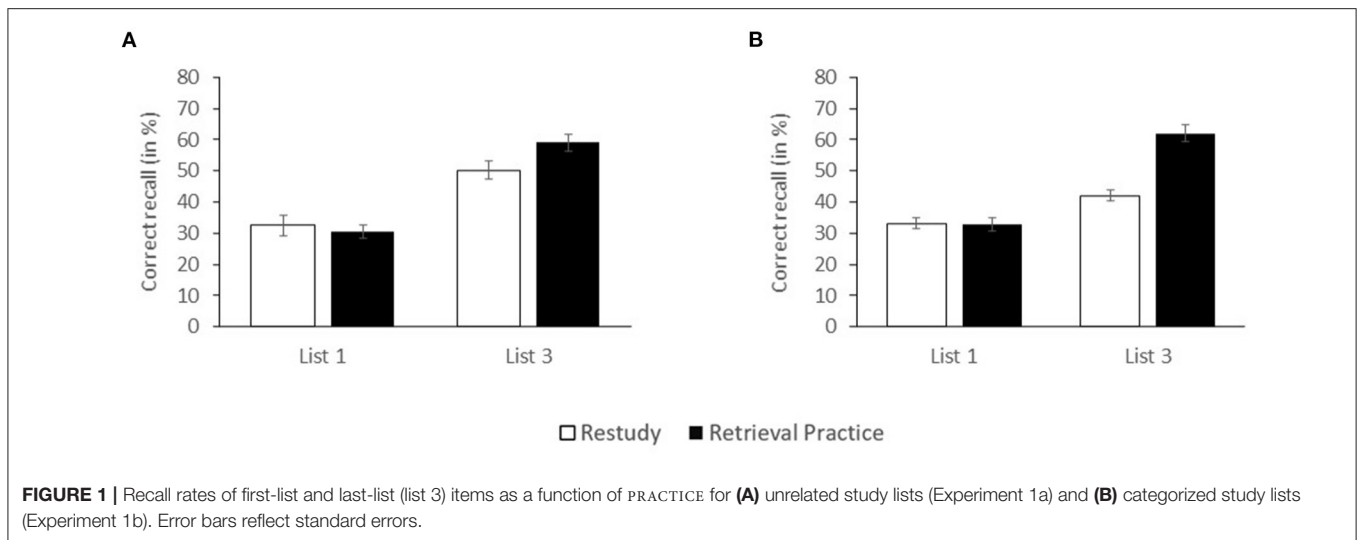 A
B
Correct recall (in %)
80
70
60
50
40
30
20
10
0
List 1
List 3
Correct recall (in %)
80
70
60
50
40
30
20
10
0
List 1
List 3
Restudy
Retrieval Practice
FIGURE 1 | Recall rates of first-list and last-list (list 3) items as a function of PRACTICE for (A) unrelated study lists (Experiment 1a) and (B) categorized study lists
(Experiment 1b). Error bars reflect standard errors.